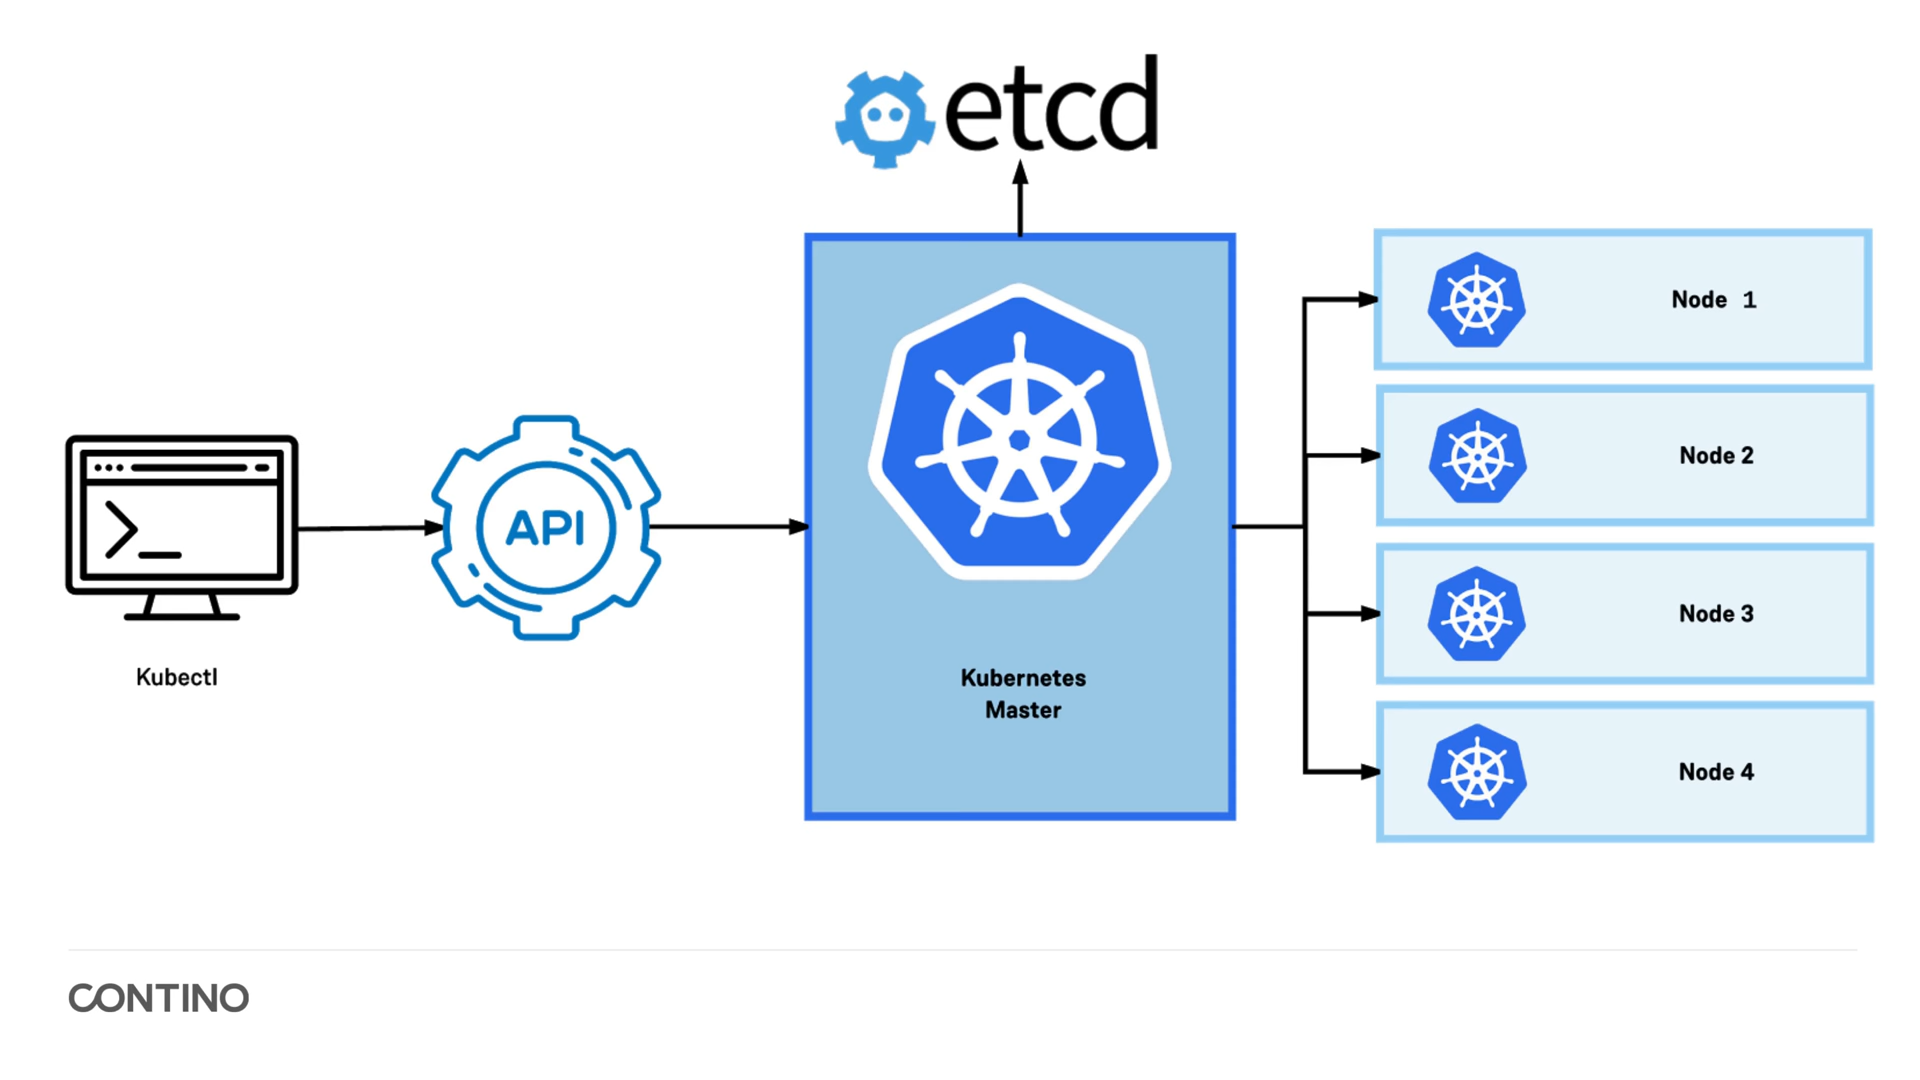 etcd
Node 1
Node 2
API
Node 3
Kubectl
Kubernetes
Master
Node 4
CONTINO